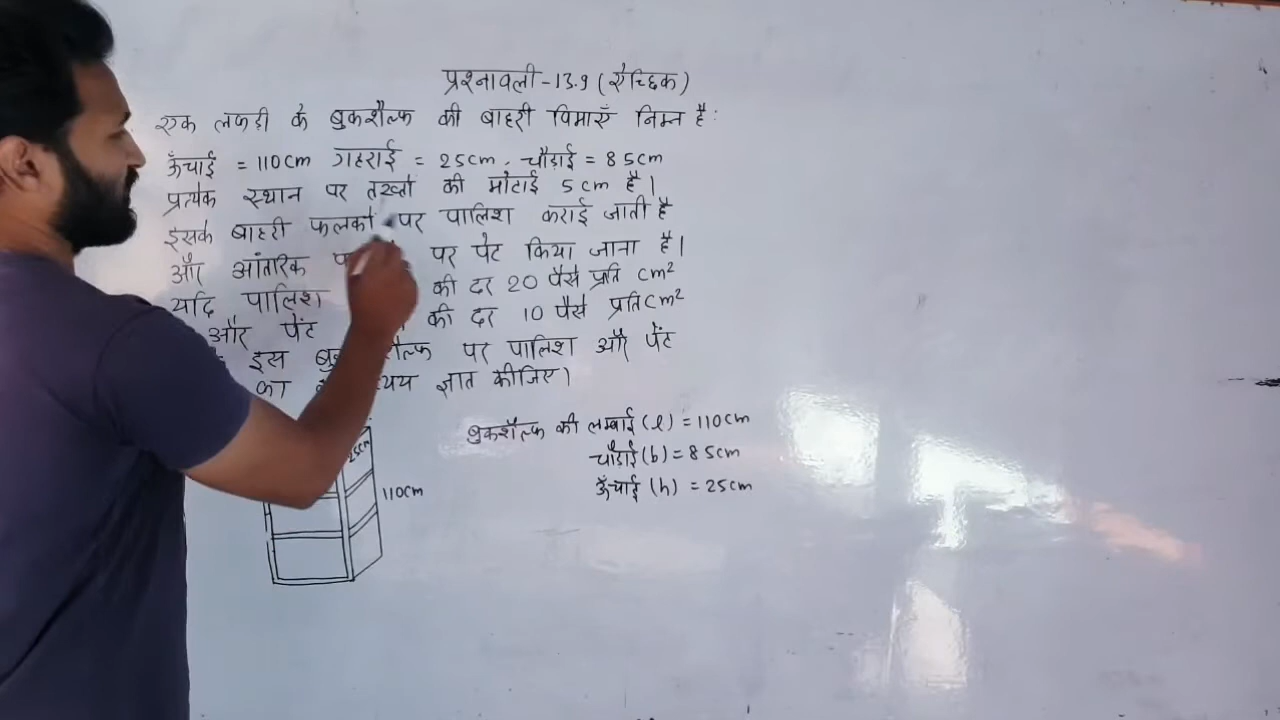 प्रश्नावली-13.9 (ऐच्छिक)
एक लकड़ी के बुकशैल्फ की बाहरी विमाएँ निम्न है:
ऊँचाई = 110cm गहराई = 25cm, चौड़ाई = 85cm
प्रत्येक स्थान पर तख्तो की मोटाई 5cm है।
इसके बाहरी फलको पर पालिश कराई जाती है
और आंतरिक पर पेंट किया जाना है।
यदि पालिश की दर 20 पैसे प्रति cm²
और पेंट की दर 10 पैसे प्रति cm²
इस पर पालिश और पेंट
का व्यय ज्ञात कीजिए।
बुकशैल्फ की लम्बाई (l) = 110cm
चौड़ाई (b) = 85cm
ऊँचाई (h) = 25cm
25cm
110cm